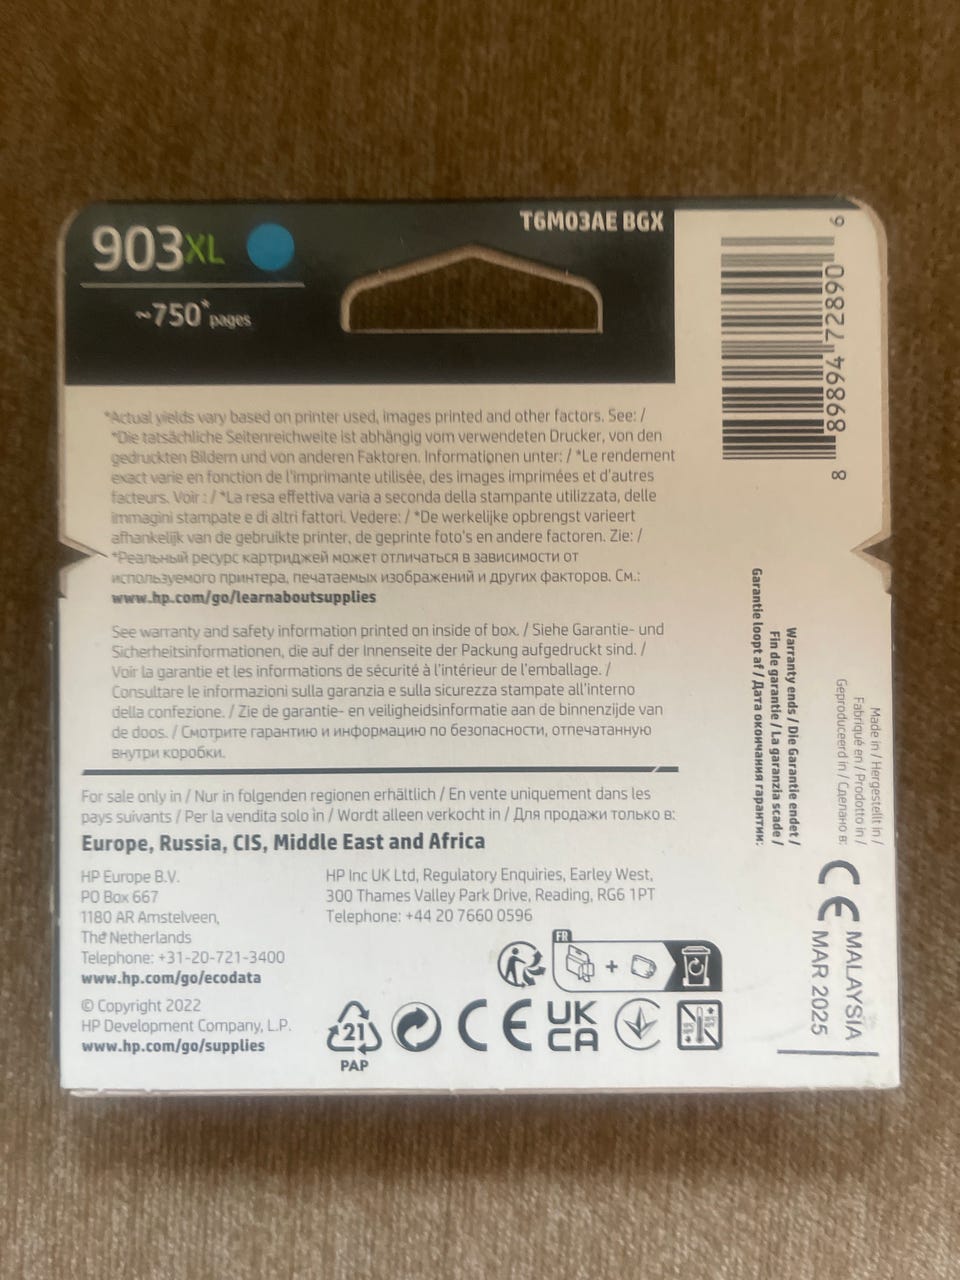 903XL
~750* pages
T6M03AE BGX
*Actual yields vary based on printer used, images printed and other factors. See: /
*Die tatsächliche Seitenreichweite ist abhängig vom verwendeten Drucker, von den
gedruckten Bildern und von anderen Faktoren. Informationen unter: / *Le rendement
exact varie en fonction de l'imprimante utilisée, des images imprimées et d'autres
facteurs. Voir : / *La resa effettiva varia a seconda della stampante utilizzata, delle
immagini stampate e di altri fattori. Vedere: / *De werkelijke opbrengst varieert
afhankelijk van de gebruikte printer, de geprinte foto's en andere factoren. Zie: /
*Реальный ресурс картриджей может отличаться в зависимости от
используемого принтера, печатаемых изображений и других факторов. См.:
www.hp.com/go/learnaboutsupplies
See warranty and safety information printed on inside of box. / Siehe Garantie- und
Sicherheitsinformationen, die auf der Innenseite der Packung aufgedruckt sind. /
Voir la garantie et les informations de sécurité à l'intérieur de l'emballage. /
Consultare le informazioni sulla garanzia e sulla sicurezza stampate all'interno
della confezione. / Zie de garantie- en veiligheidsinformatie aan de binnenzijde van
de doos. / Смотрите гарантию и информацию по безопасности, отпечатанную
внутри коробки.
For sale only in / Nur in folgenden regionen erhältlich / En vente uniquement dans les
pays suivants / Per la vendita solo in / Wordt alleen verkocht in / Для продажи только в:
Europe, Russia, CIS, Middle East and Africa
HP Europe B.V.
PO Box 667
1180 AR Amstelveen,
The Netherlands
Telephone: +31-20-721-3400
www.hp.com/go/ecodata
© Copyright 2022
HP Development Company, L.P.
www.hp.com/go/supplies
HP Inc UK Ltd, Regulatory Enquiries, Earley West,
300 Thames Valley Park Drive, Reading, RG6 1PT
Telephone: +44 20 7660 0596
FR
21
PAP
CE
UK
CA
8 89894 72890 6
Made in / Hergestellt in /
Fabriqué en / Prodotto in /
Geproduceerd in / Сделано в:
MALAYSIA
Warranty ends / Die Garantie endet /
Fin de garantie / La garanzia scade /
Garantie loopt af / Дата окончания гарантии:
CE
MAR 2025